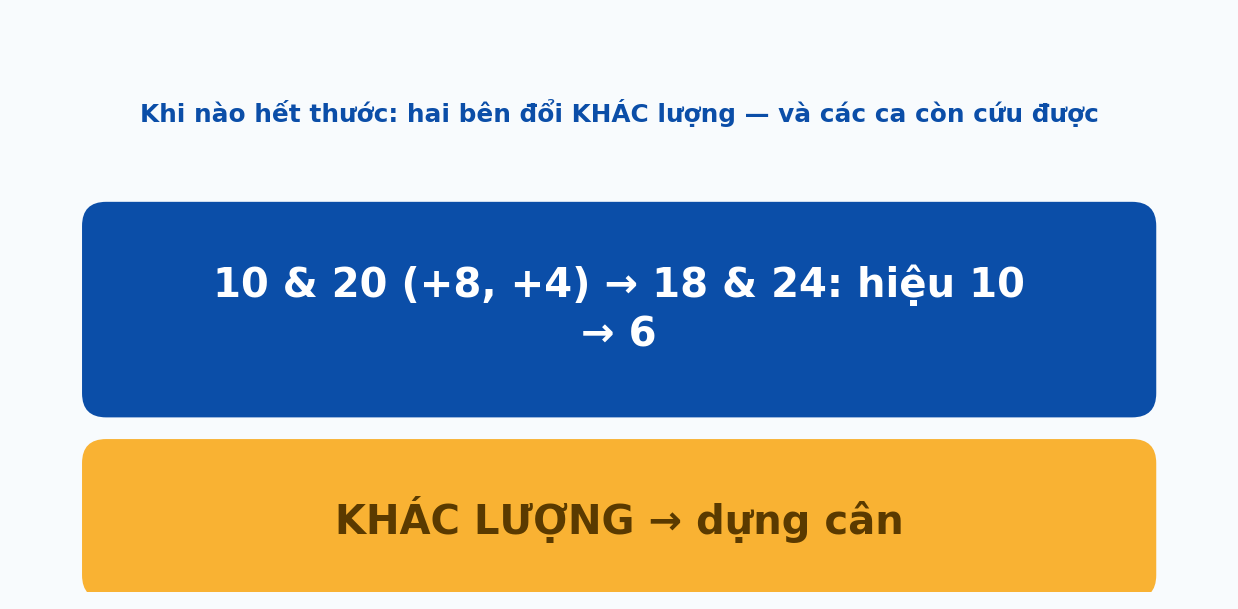 Khi nào hết thước: hai bên đổi KHÁC lượng — và các ca còn cứu được
10 & 20 (+8, +4) → 18 & 24: hiệu 10
→ 6
KHÁC LƯỢNG → dựng cân